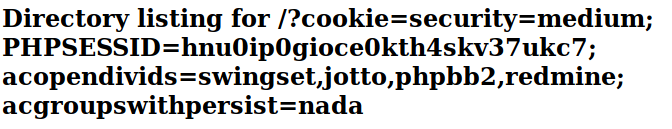 Directory listing for /?cookie=security=medium;
PHPSESSID=hnu0ip0gioce0kth4skv37ukc7;
acopendivids=swingset,jotto,phpbb2,redmine;
acgroupswithpersist=nada